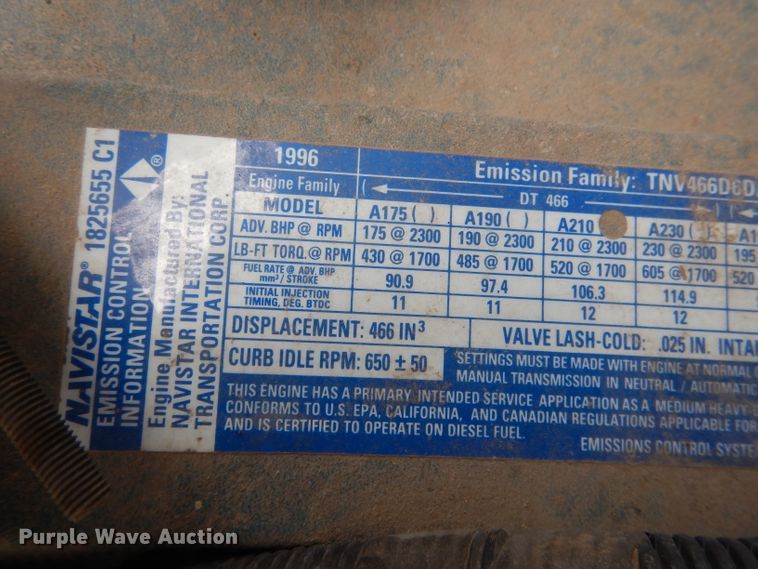 NAVISTAR® 1825655 C1
EMISSION CONTROL
INFORMATION
®
Engine Manufactured By:
NAVISTAR INTERNATIONAL
TRANSPORTATION CORP.
1996 Emission Family: TNV466D8D
Engine Family DT 466
MODEL A175 ( ) A190 ( ) A210 A230 ( ) A1
ADV. BHP @ RPM 175 @ 2300 190 @ 2300 210 @ 2300 230 @ 2300 195
LB-FT TORQ. @ RPM 430 @ 1700 485 @ 1700 520 @ 1700 605 @ 1700 520
FUEL RATE @ ADV. BHP
mm³ / STROKE 90.9 97.4 106.3 114.9
INITIAL INJECTION
TIMING, DEG. BTDC 11 11 12 12
DISPLACEMENT: 466 IN³ VALVE LASH-COLD: .025 IN. INTA
CURB IDLE RPM: 650 ± 50 SETTINGS MUST BE MADE WITH ENGINE AT NORMAL
MANUAL TRANSMISSION IN NEUTRAL / AUTOMATIC
THIS ENGINE HAS A PRIMARY INTENDED SERVICE APPLICATION AS A MEDIUM HEAVY
CONFORMS TO U.S. EPA, CALIFORNIA, AND CANADIAN REGULATIONS APPLICABLE FOR
AND IS CERTIFIED TO OPERATE ON DIESEL FUEL.
EMISSIONS CONTROL SYSTE
Purple Wave Auction